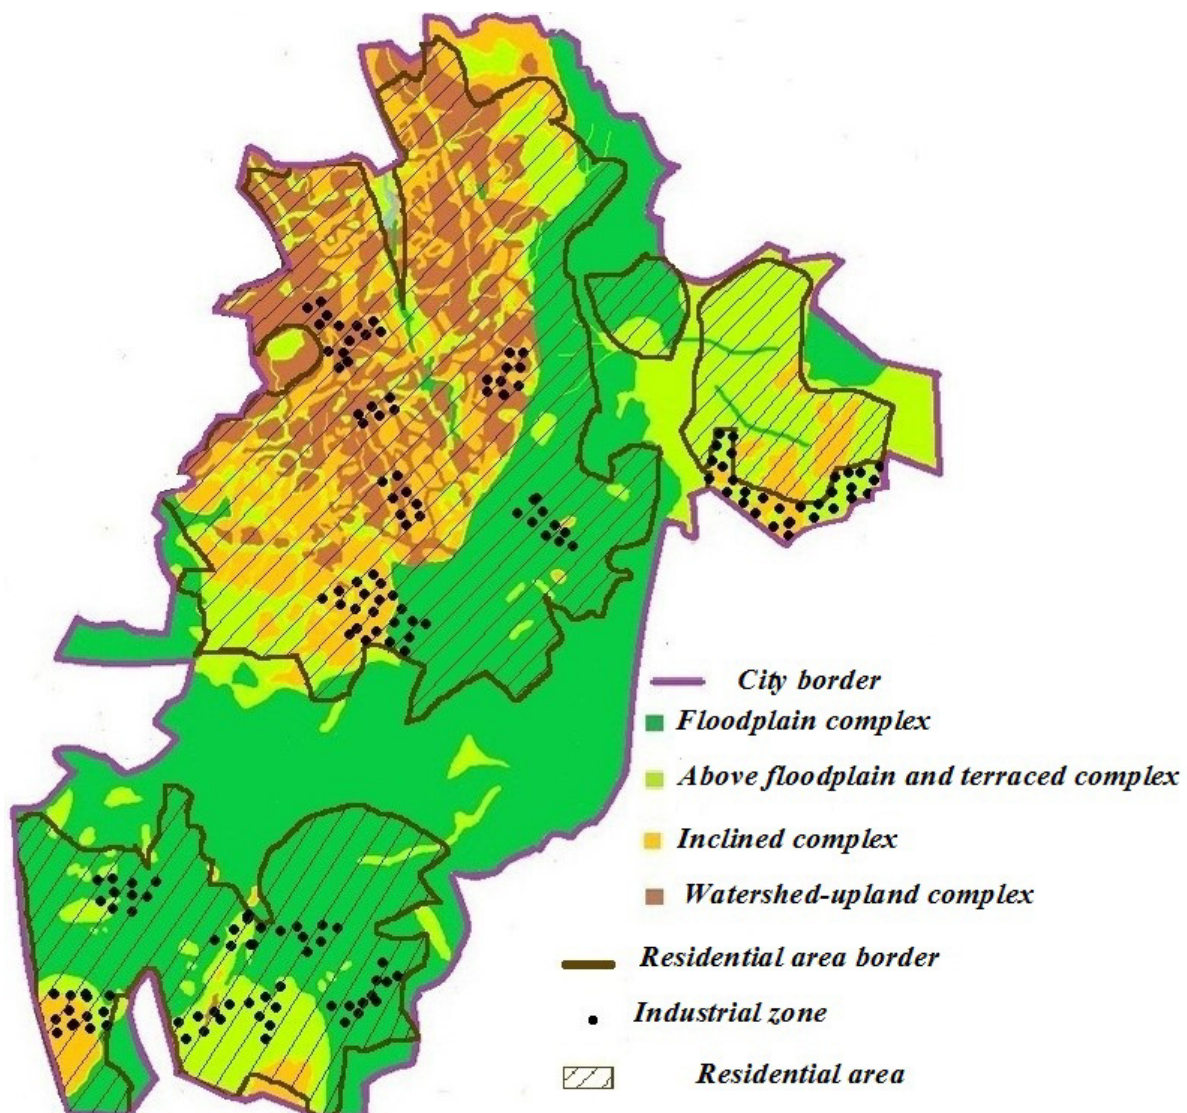 City border
Floodplain complex
Above floodplain and terraced complex
Inclined complex
Watershed-upland complex
Residential area border
Industrial zone
Residential area